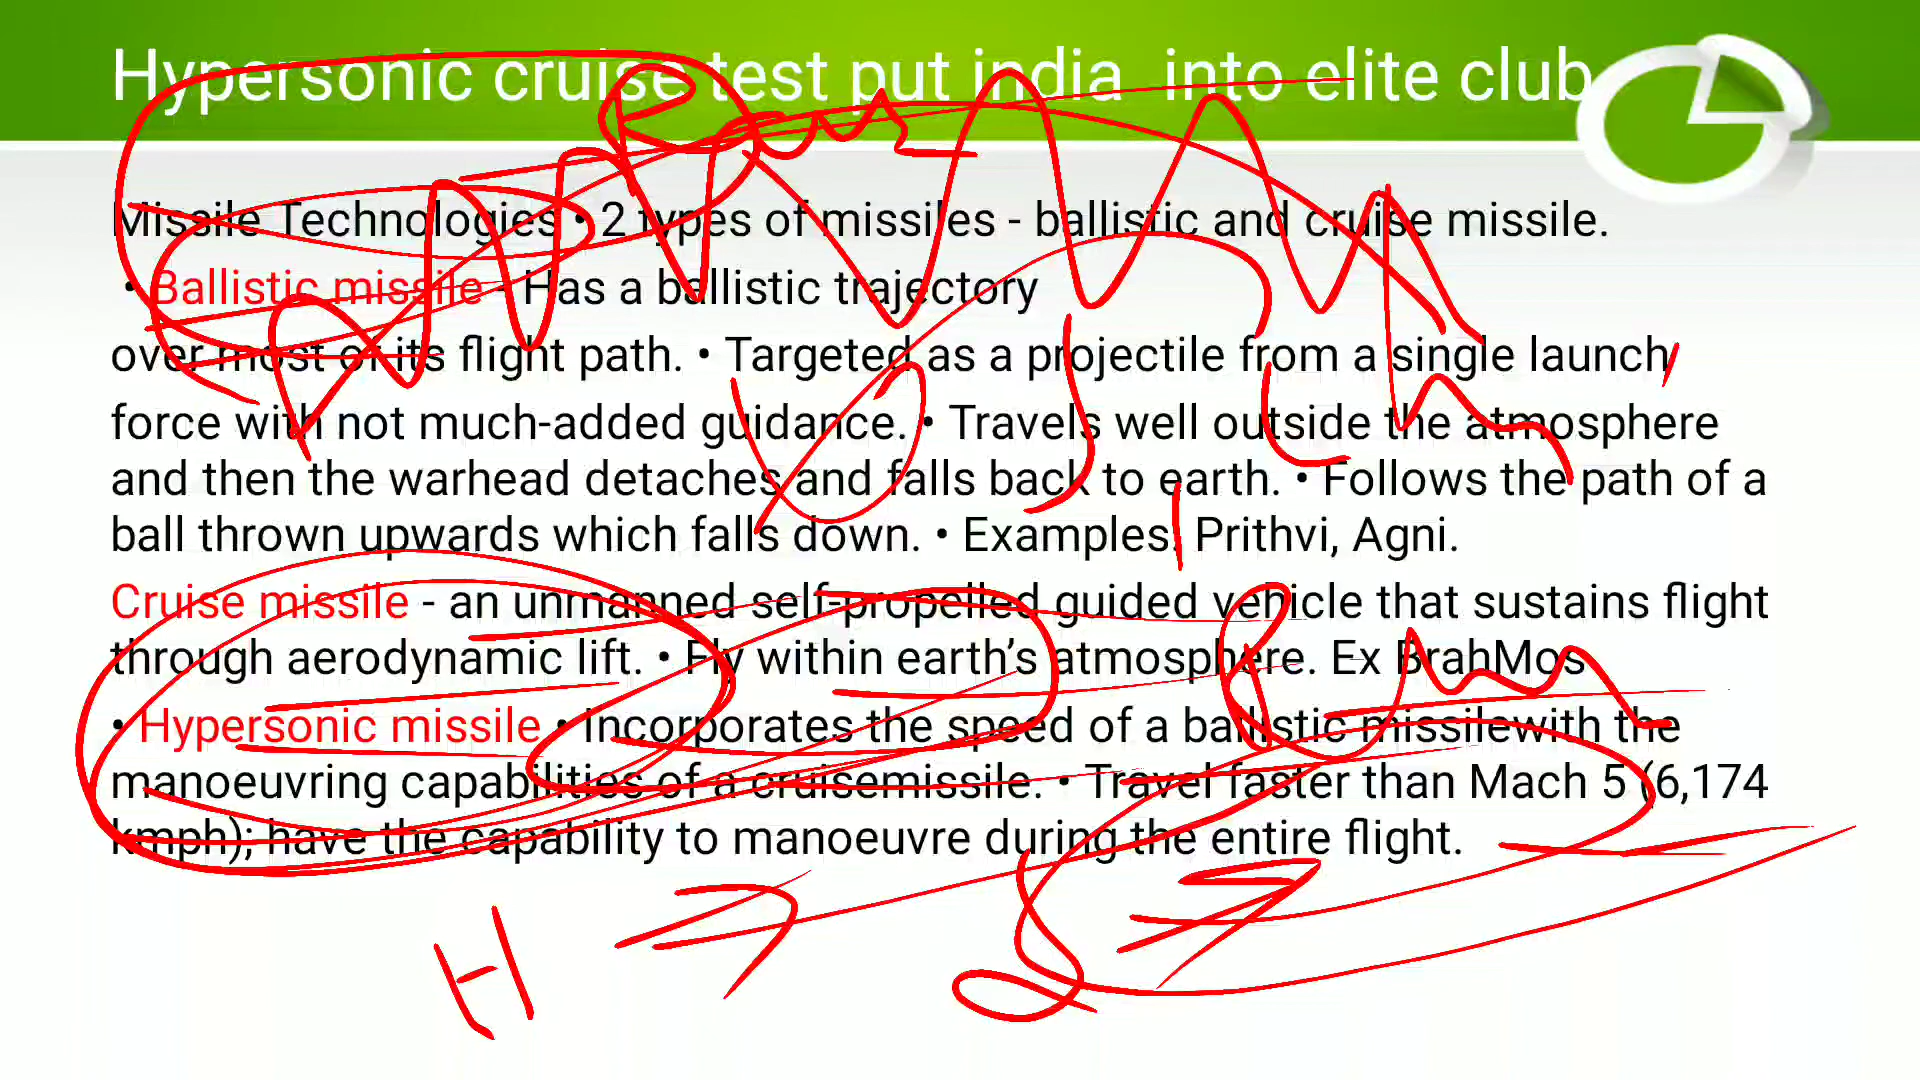 Hypersonic cruise test put india into elite club
Missile Technologies • 2 types of missiles - ballistic and cruise missile.
• Ballistic missile - Has a ballistic trajectory
over most of its flight path. • Targeted as a projectile from a single launch
force with not much-added guidance. • Travels well outside the atmosphere
and then the warhead detaches and falls back to earth. • Follows the path of a
ball thrown upwards which falls down. • Examples: Prithvi, Agni.
Cruise missile - an unmanned self-propelled guided vehicle that sustains flight
through aerodynamic lift. • Fly within earth's atmosphere. Ex BrahMos
• Hypersonic missile • Incorporates the speed of a ballistic missilewith the
manoeuvring capabilities of a cruisemissile. • Travel faster than Mach 5 (6,174
kmph); have the capability to manoeuvre during the entire flight.
H